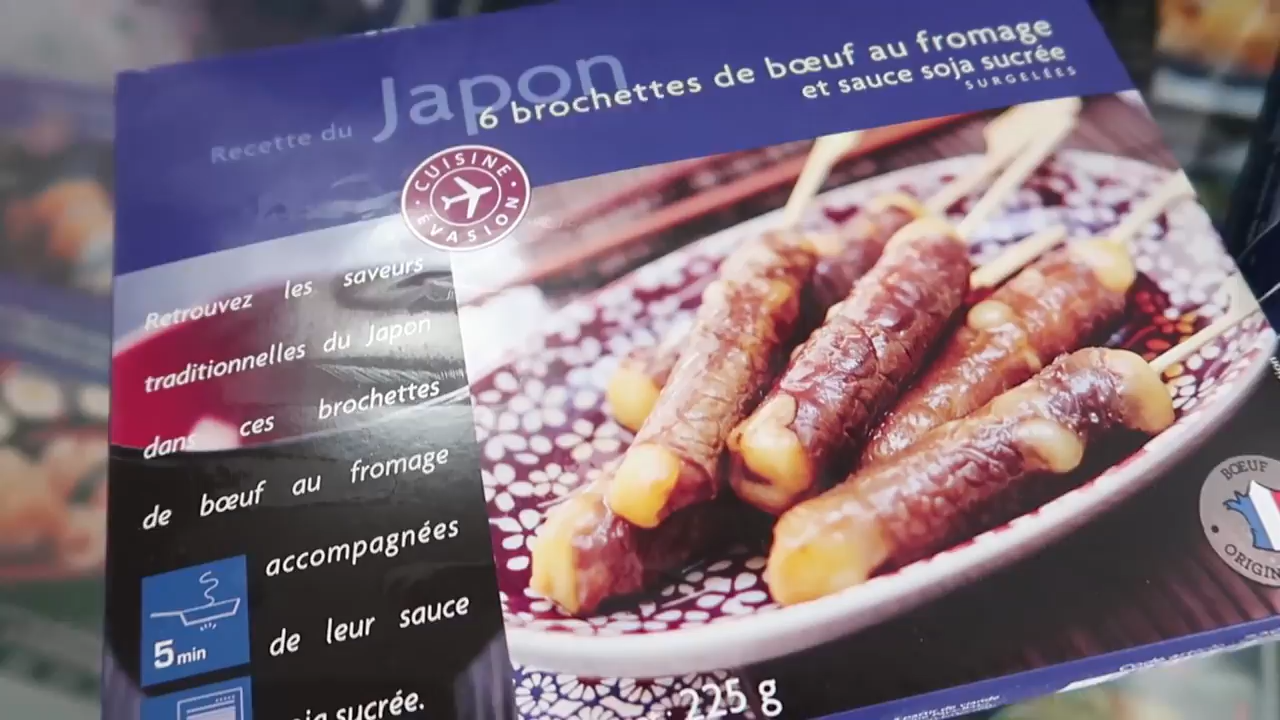 Recette du Japon
6 brochettes de bœuf au fromage
et sauce soja sucrée
SURGELÉES
CUISINE
ÉVASION
Retrouvez les saveurs
traditionnelles du Japon
dans ces brochettes
de bœuf au fromage
accompagnées
de leur sauce
sucrée.
5 min
BŒUF
225 g